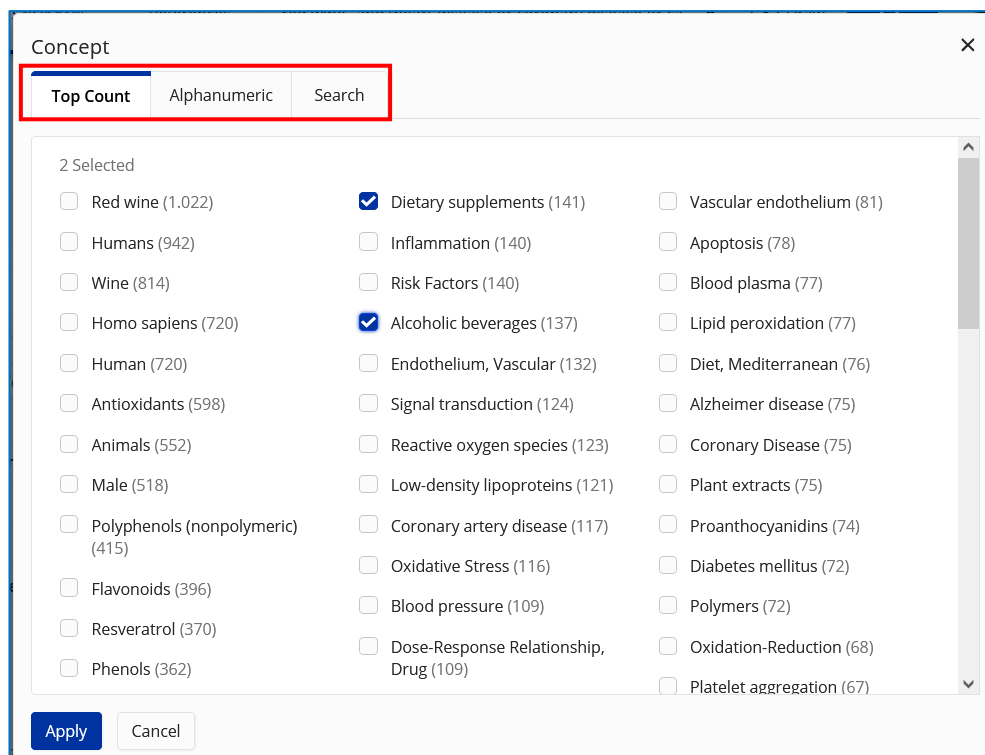 Concept
Top Count
Alphanumeric
Search
2 Selected
Red wine (1.022)
Humans (942)
Wine (814)
Homo sapiens (720)
Human (720)
Antioxidants (598)
Animals (552)
Male (518)
Polyphenols (nonpolymeric)
(415)
Flavonoids (396)
Resveratrol (370)
Phenols (362)
Dietary supplements (141)
Inflammation (140)
Risk Factors (140)
Alcoholic beverages (137)
Endothelium, Vascular (132)
Signal transduction (124)
Reactive oxygen species (123)
Low-density lipoproteins (121)
Coronary artery disease (117)
Oxidative Stress (116)
Blood pressure (109)
Dose-Response Relationship,
Drug (109)
Vascular endothelium (81)
Apoptosis (78)
Blood plasma (77)
Lipid peroxidation (77)
Diet, Mediterranean (76)
Alzheimer disease (75)
Coronary Disease (75)
Plant extracts (75)
Proanthocyanidins (74)
Diabetes mellitus (72)
Polymers (72)
Oxidation-Reduction (68)
Platelet aggregation (67)
Apply
Cancel